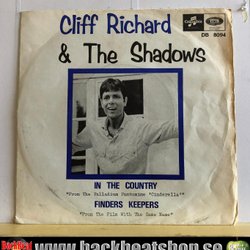 Cliff Richard
& The Shadows
DB 8094
IN THE COUNTRY
"From The Palladium Pantomime "Cinderella""
FINDERS KEEPERS
"From The Film With The Same Name"
www.backbeatshop.se